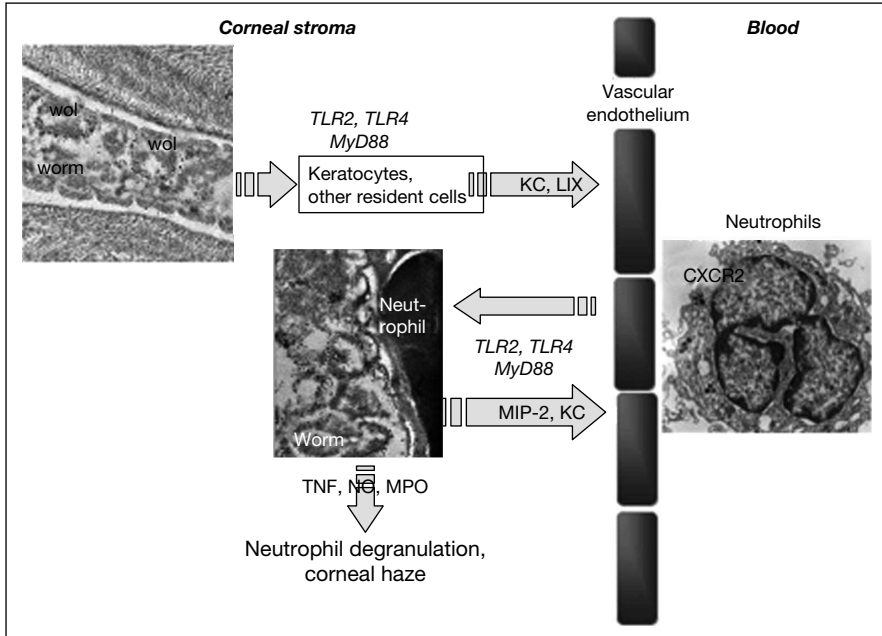 Corneal stroma
Blood
wol
wol
worm
TLR2, TLR4
MyD88
Keratocytes,
other resident cells
KC, LIX
Vascular
endothelium
Neutrophils
CXCR2
Neut-
rophil
TLR2, TLR4
MyD88
MIP-2, KC
Worm
TNF, NO, MPO
Neutrophil degranulation,
corneal haze